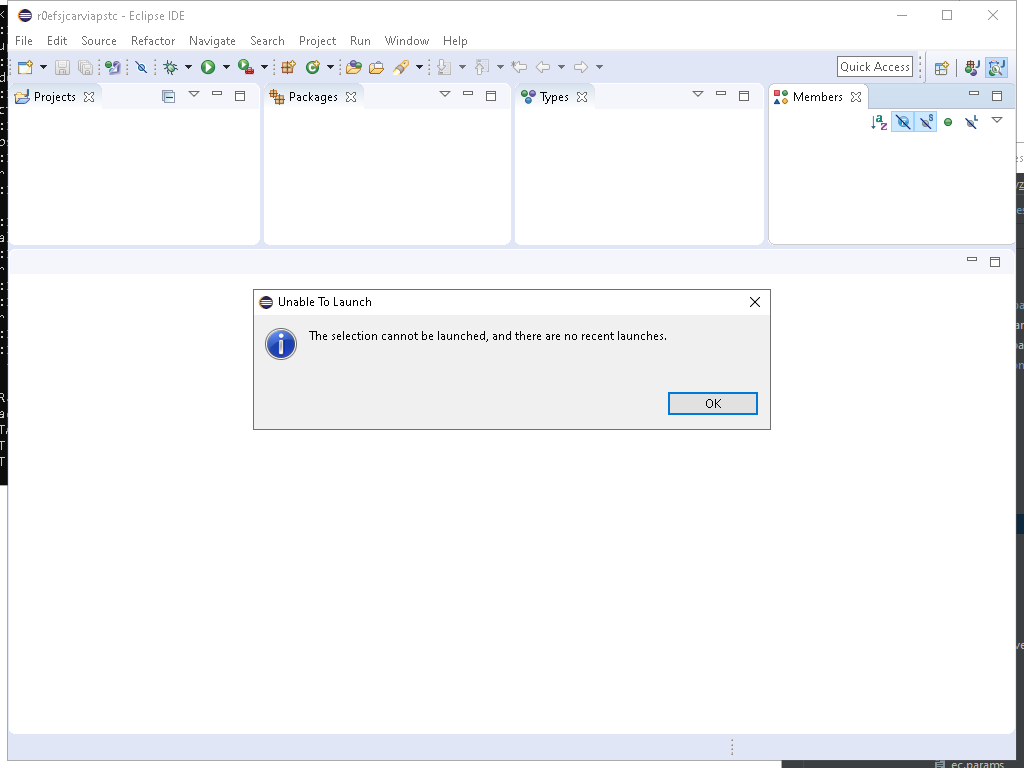 r0efsjcarviapstc - Eclipse IDE
File Edit Source Refactor Navigate Search Project Run Window Help
Quick Access
Projects
Packages
Types
Members
Unable To Launch
The selection cannot be launched, and there are no recent launches.
OK
ec.params